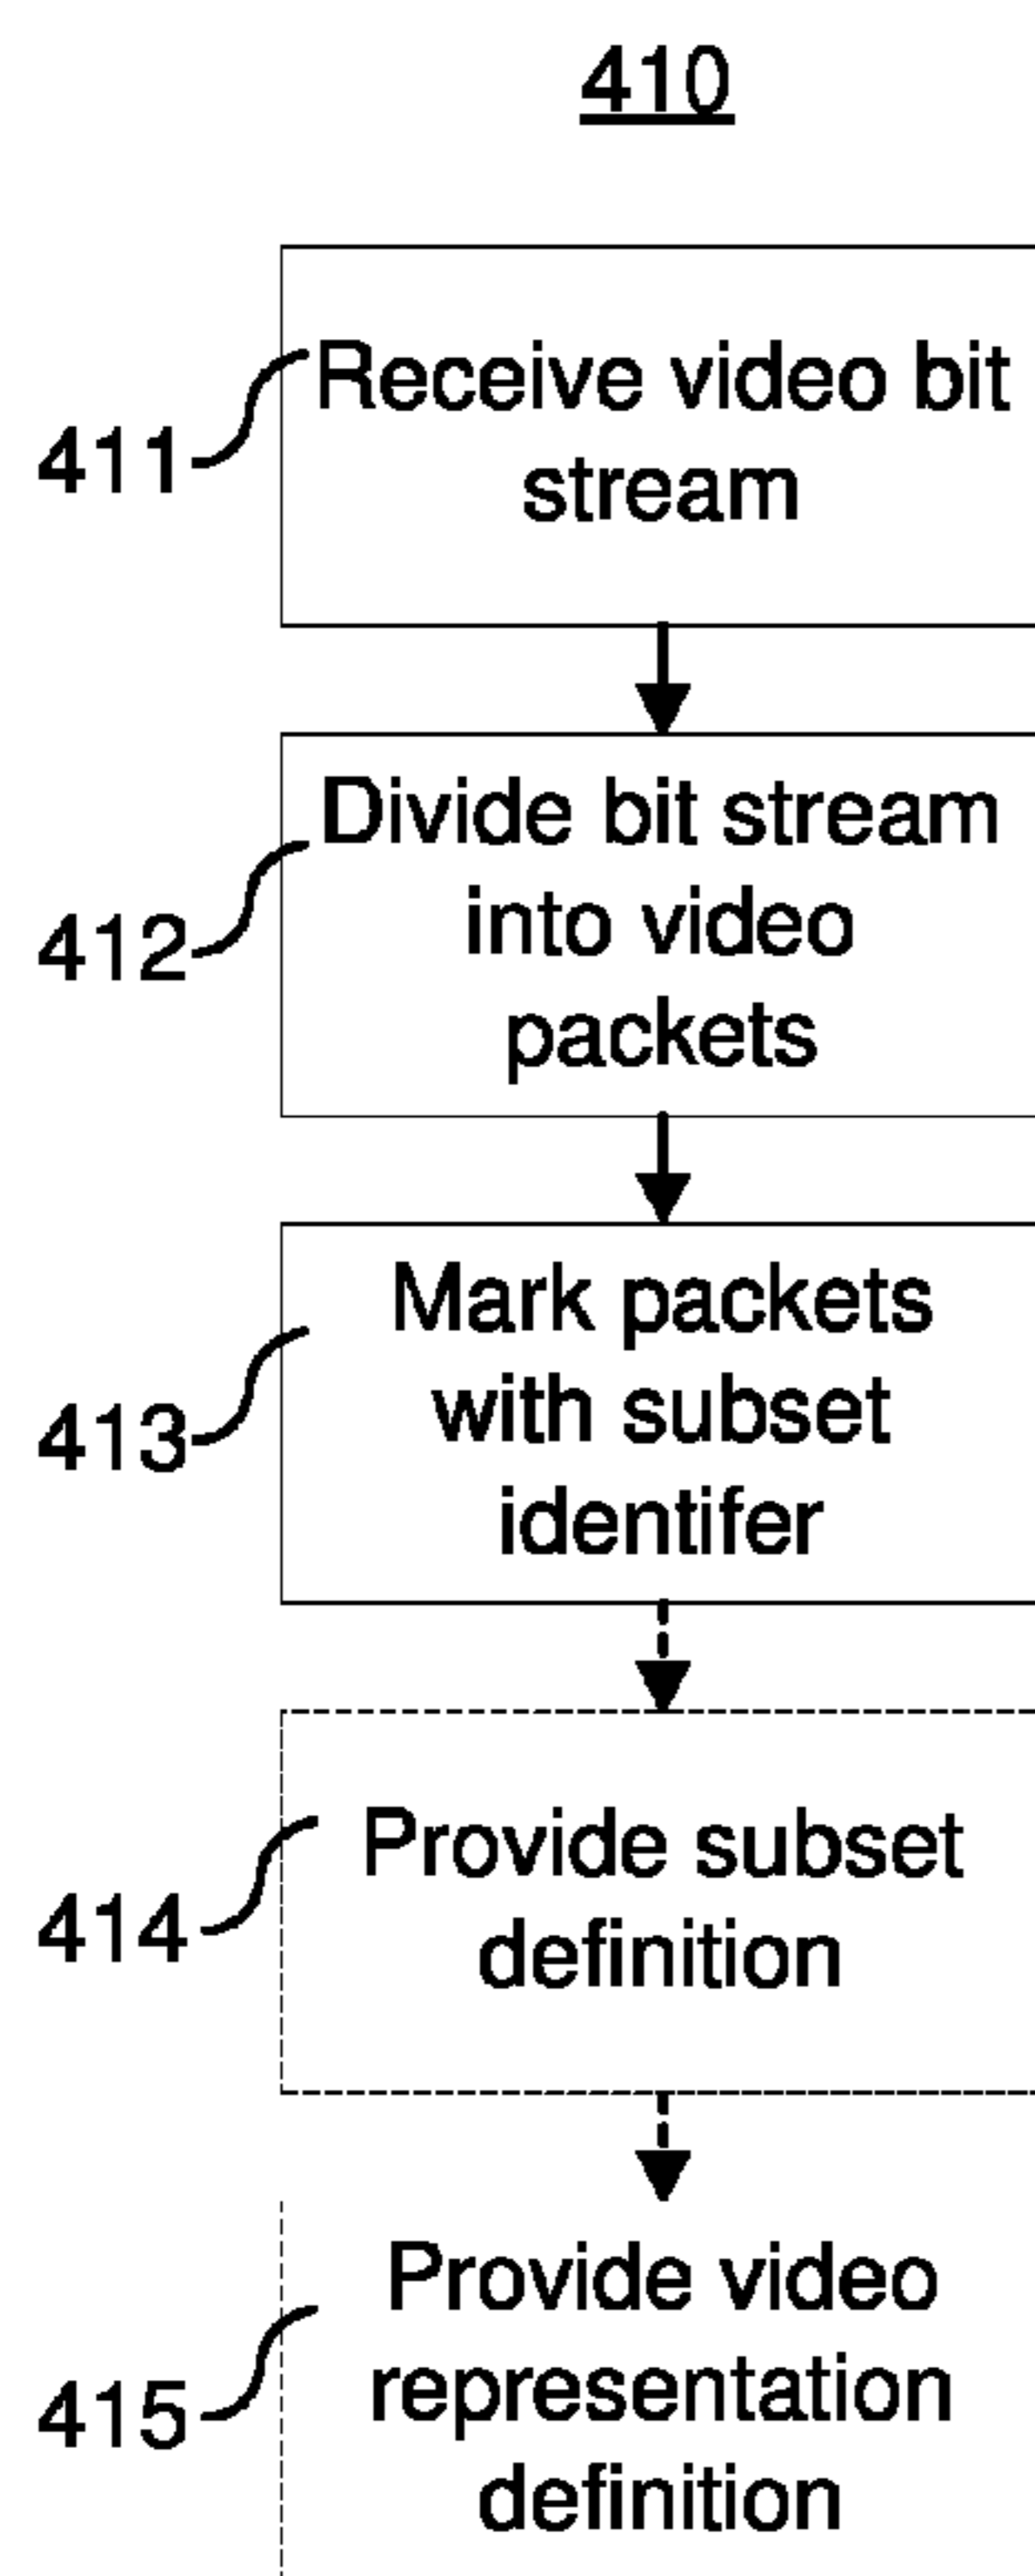 410
411
Receive video bit
stream
412
Divide bit stream
into video
packets
413
Mark packets
with subset
identifer
414
Provide subset
definition
415
Provide video
representation
definition